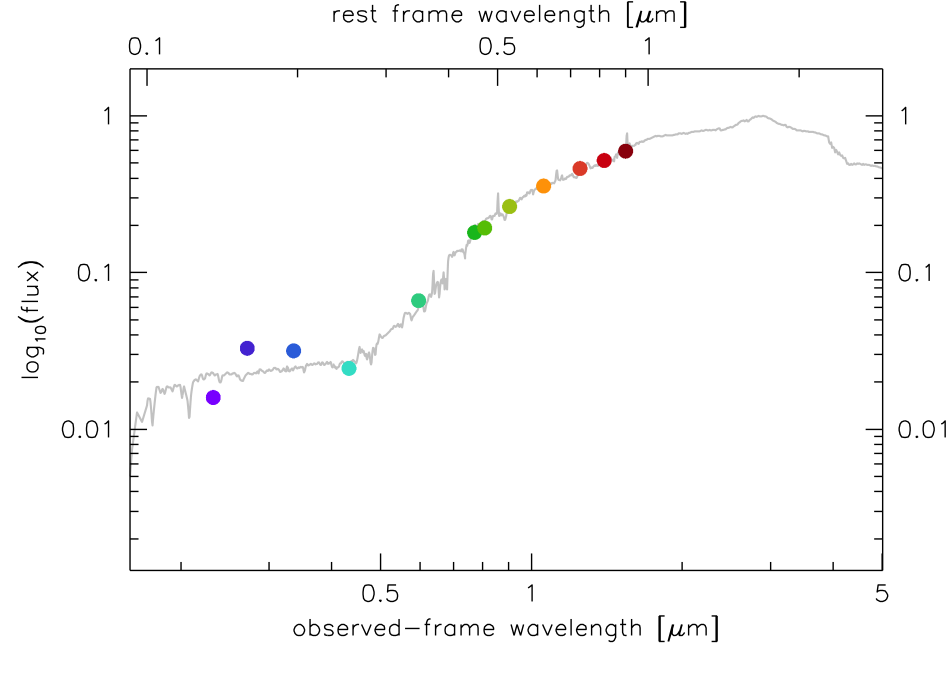 rest frame wavelength [μm]
0.1 0.5 1
1 1
0.1 0.1
0.01 0.01
log10(flux)
0.5 1 5
observed-frame wavelength [μm]